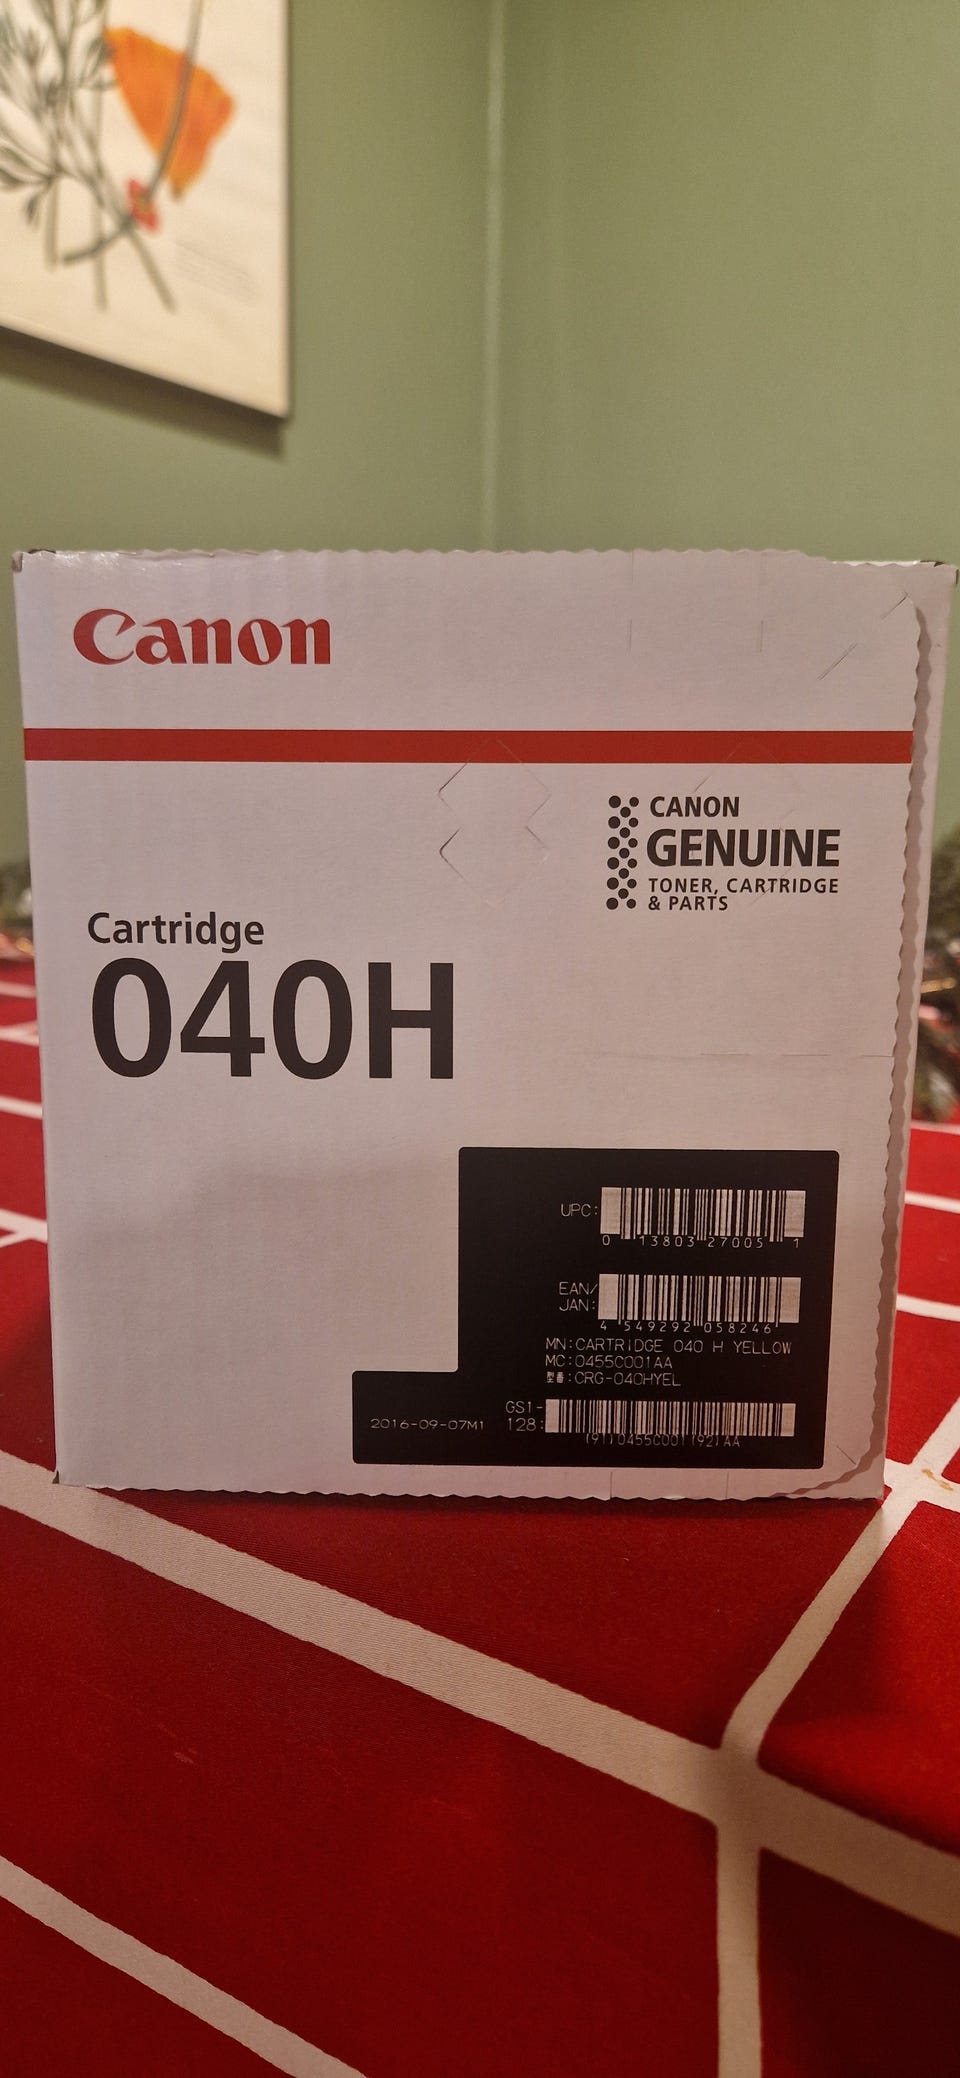 Canon
CANON
GENUINE
TONER, CARTRIDGE
& PARTS
Cartridge
040H
UPC:
0 13803 27005 1
EAN/
JAN:
4 549292 058246
MN:CARTRIDGE 040 H YELLOW
MC:0455C001AA
型番:CRG-040HYEL
2016-09-07M1
GS1-
128:
(91)0455C001(92)AA